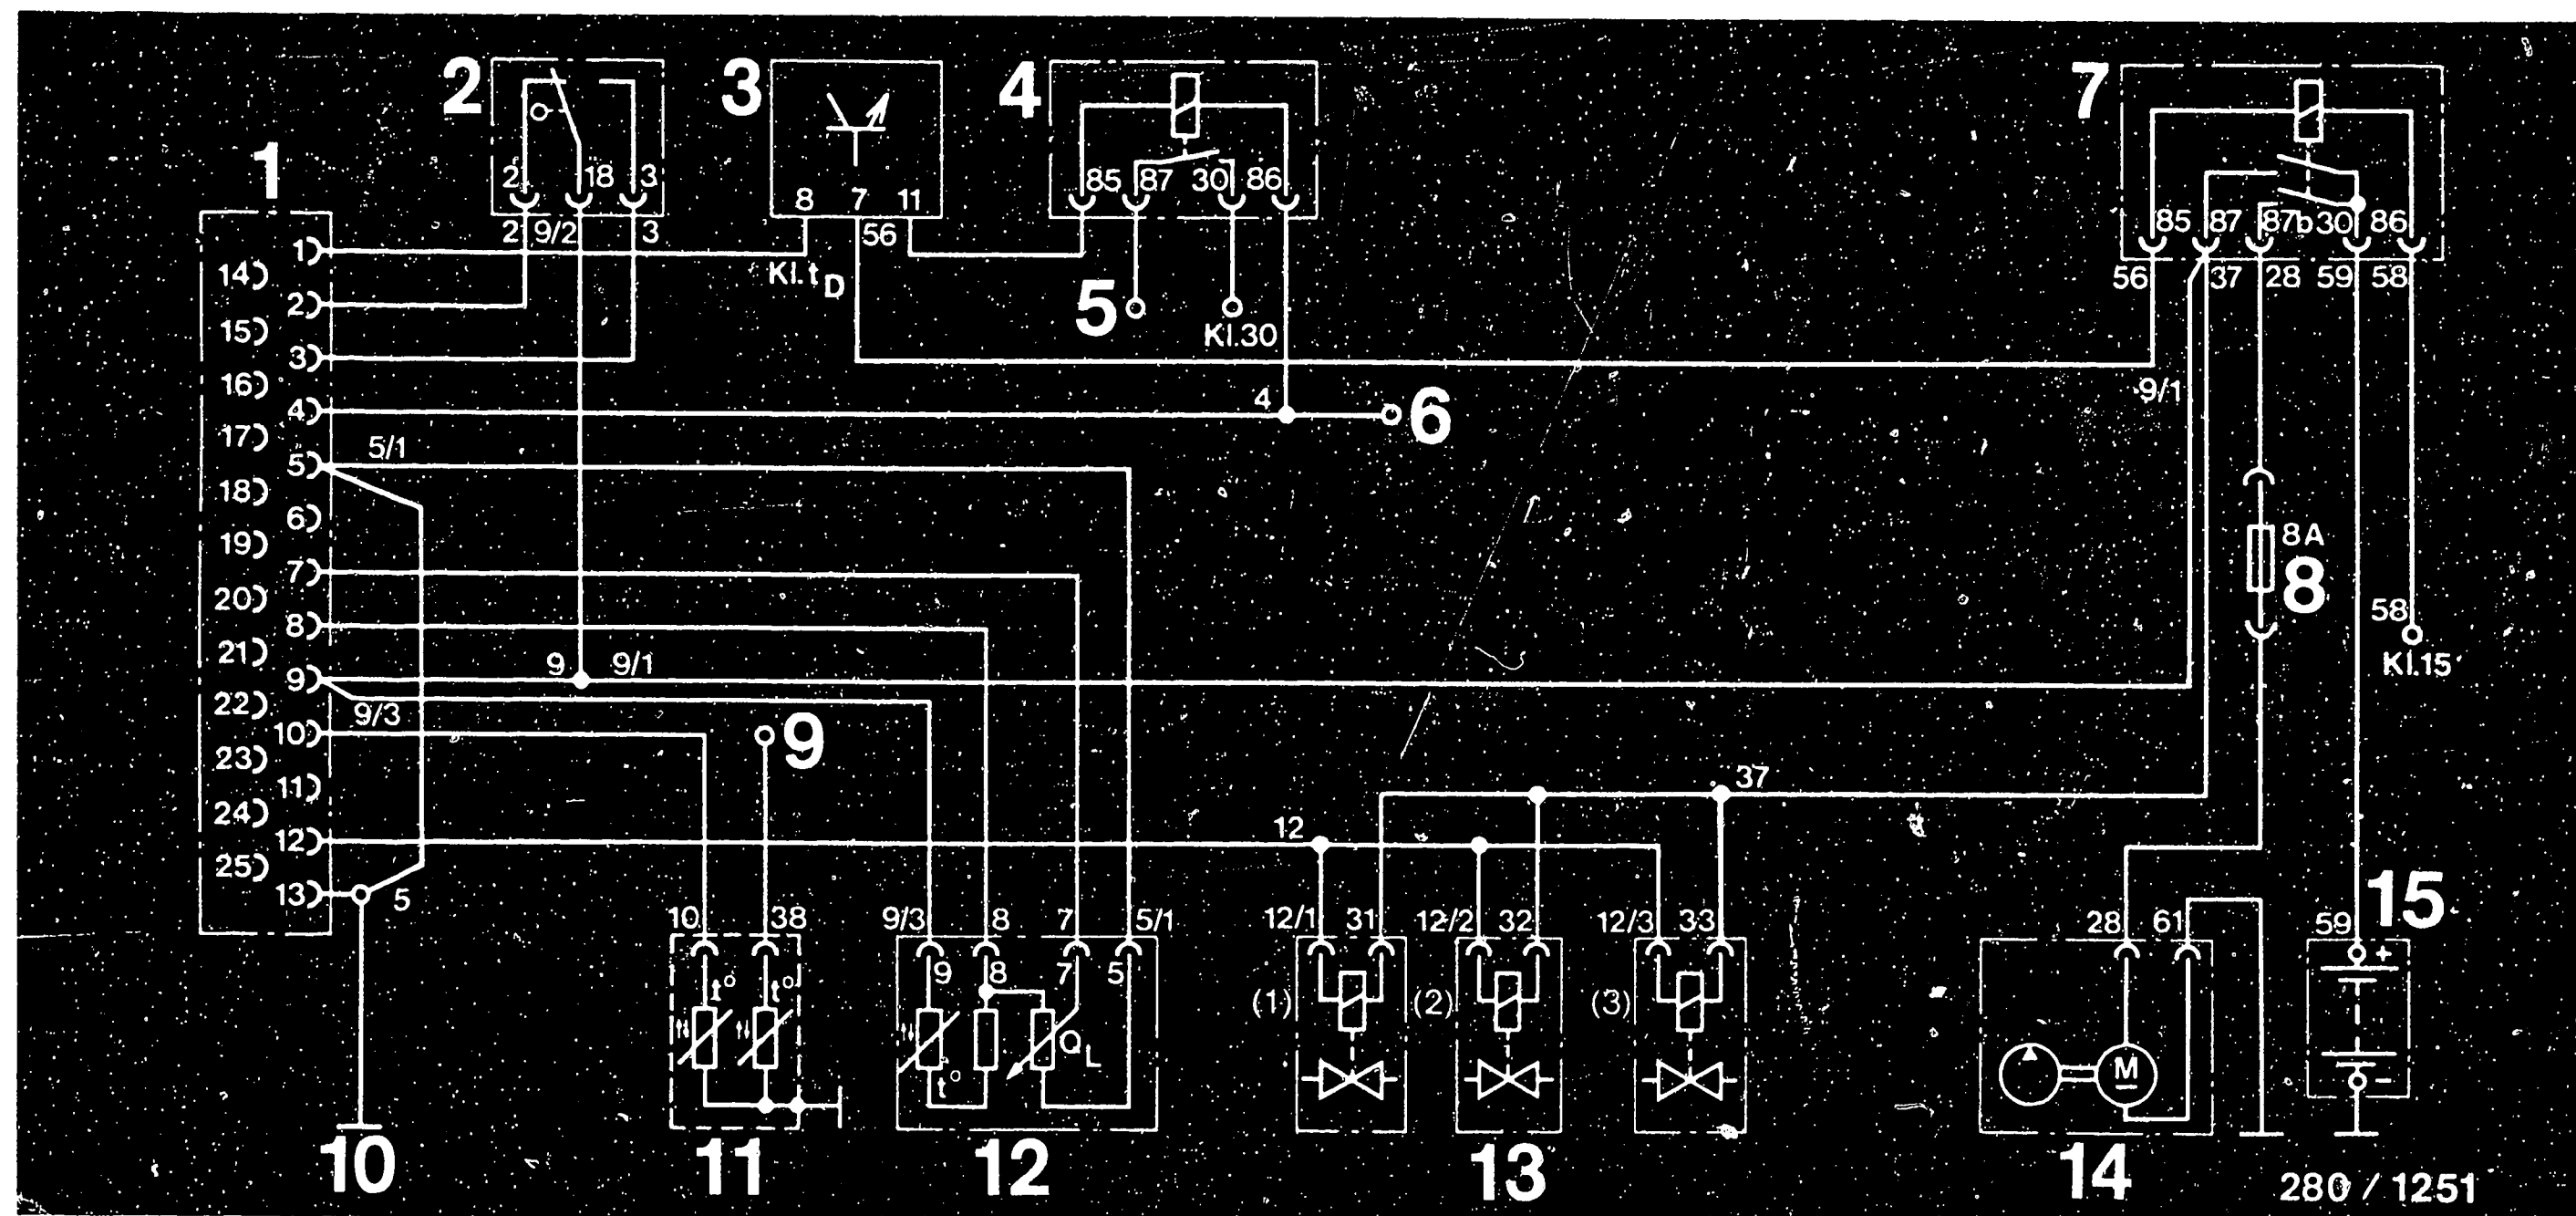 2 3 4 7
1
2 18 3
8 7 11
85 87 30 86
85 87 87b 30 86
2 9/2 3
56
Kl. tD
5
Kl.30
56 37 28 59 58
9/1
1
14
2
15
3
16
4
17
5
18
6
19
7
20
8
21
9
22
10
23
11
24
12
25
13
4 6
5/1
8A
8
58
Kl.15
9 9/1
9/3
9
37
12
5
10 38
9/3 8 7 5/1
12/1 31 12/2 32 12/3 33
28 61
59 15
9 8 7 5
t° t°
(1) (2) (3)
QL
t°
M
+
−
10 11 12 13 14
280 / 1251